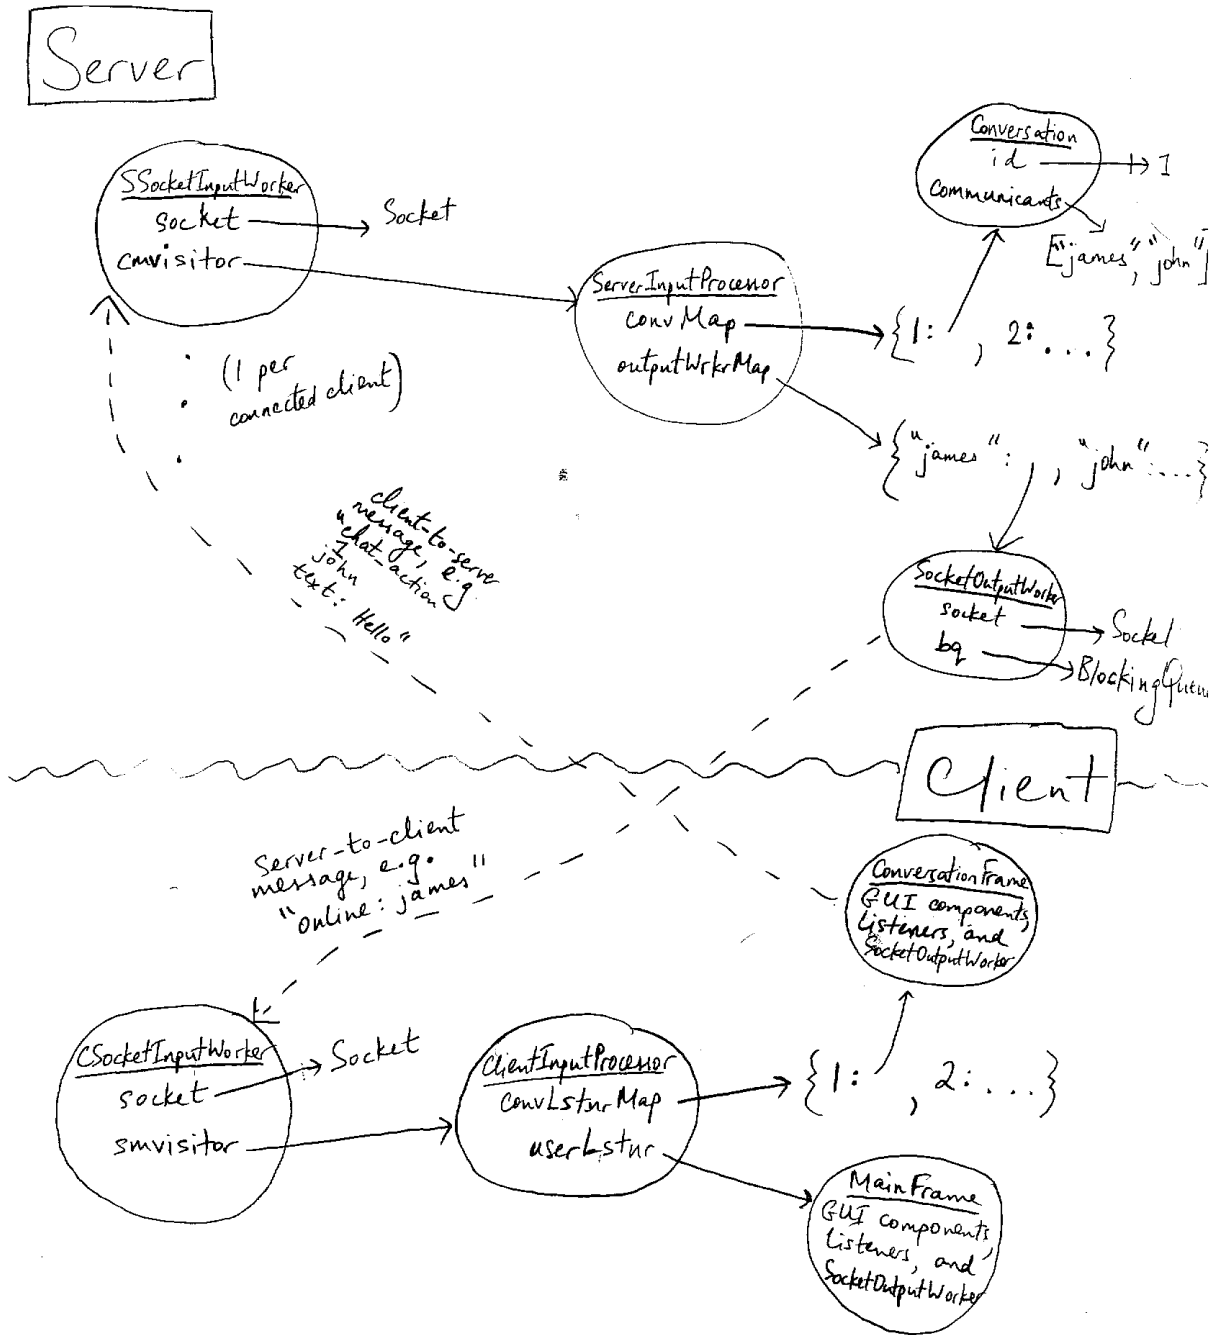 Server
SSocketInputWorker
socket
Socket
cmvisitor
(1 per
connected client)
ServerInputProcessor
convMap
outputWrkrMap
Conversation
id
1
communicants
["james", "john"]
{1: , 2: ...}
{"james": , "john": ...}
SocketOutputWorker
socket
Socket
bq
BlockingQueu
client-to-server
message, e.g.
"chat_action
1
john
text: Hello"
Client
Server-to-client
message, e.g.
"online: james"
ConversationFrame
GUI components,
listeners, and
SocketOutputWorker
CSocketInputWorker
socket
Socket
smvisitor
ClientInputProcessor
convLstnrMap
userLstnr
{1: , 2: ...}
MainFrame
GUI components,
listeners, and
SocketOutputWorker